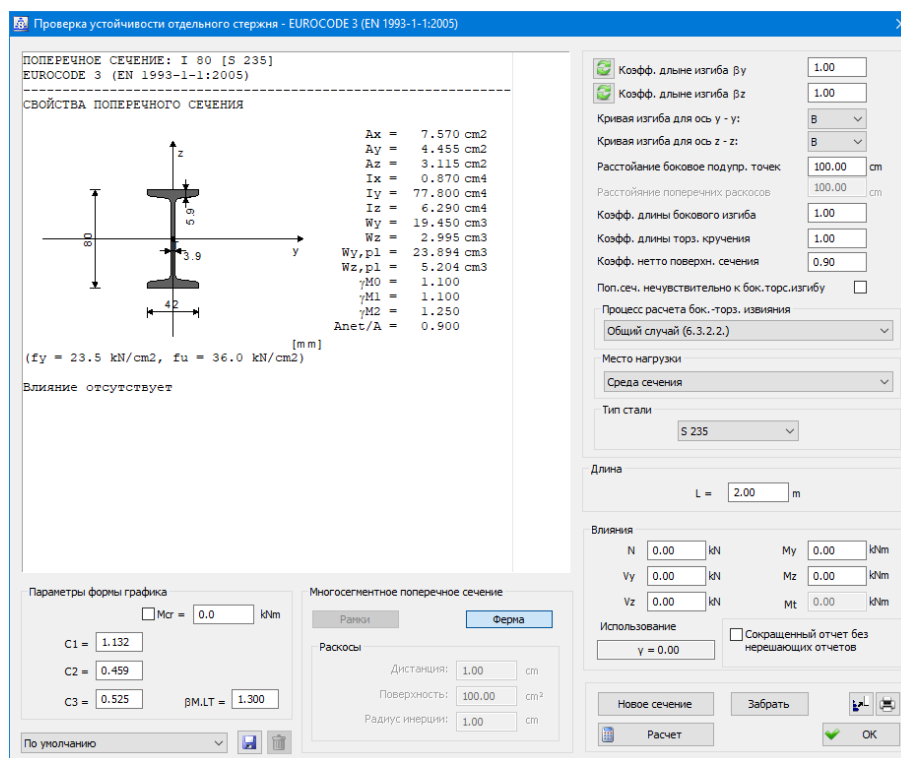 Проверка устойчивости отдельного стержня - EUROCODE 3 (EN 1993-1-1:2005)
ПОПЕРЕЧНОЕ СЕЧЕНИЕ: I 80 [S 235]
EUROCODE 3 (EN 1993-1-1:2005)
СВОЙСТВА ПОПЕРЕЧНОГО СЕЧЕНИЯ
Ax = 7.570 cm2
Ay = 4.455 cm2
Az = 3.115 cm2
Ix = 0.870 cm4
Iy = 77.800 cm4
Iz = 6.290 cm4
Wy = 19.450 cm3
Wz = 2.995 cm3
Wy,pl = 23.894 cm3
Wz,pl = 5.204 cm3
γM0 = 1.100
γM1 = 1.100
γM2 = 1.250
Anet/A = 0.900
z
5.9
80
3.9
y
42
[mm]
(fy = 23.5 kN/cm2, fu = 36.0 kN/cm2)
Влияние отсутствует
Коэфф. длыне изгиба βy 1.00
Коэфф. длыне изгиба βz 1.00
Кривая изгиба для ось y - y: B
Кривая изгиба для ось z - z: B
Расстойание боковое подупр. точек 100.00 cm
Расстойяние поперечних раскосов 100.00 cm
Коэфф. длины бокового изгиба 1.00
Коэфф. длины торз. кручения 1.00
Коэфф. нетто поверхн. сечения 0.90
Поп.сеч. нечувствительно к бок.торс.изгибу
Процесс расчета бок.-торз. извияния
Общий случай (6.3.2.2.)
Место нагрузки
Среда сечения
Тип стали
S 235
Длина
L = 2.00 m
Влияния
N 0.00 kN My 0.00 kNm
Vy 0.00 kN Mz 0.00 kNm
Vz 0.00 kN Mt 0.00 kNm
Использование
γ = 0.00
Сокращенный отчет без
нерешающих отчетов
Параметры формы графика
Mcr = 0.0 kNm
C1 = 1.132
C2 = 0.459
C3 = 0.525 βM.LT = 1.300
По умолчанию
Многосегментное поперечное сечение
Рамки Ферма
Раскосы
Дистанция: 1.00 cm
Поверхность: 100.00 cm²
Радиус инерции: 1.00 cm
Новое сечение Забрать
Расчет OK